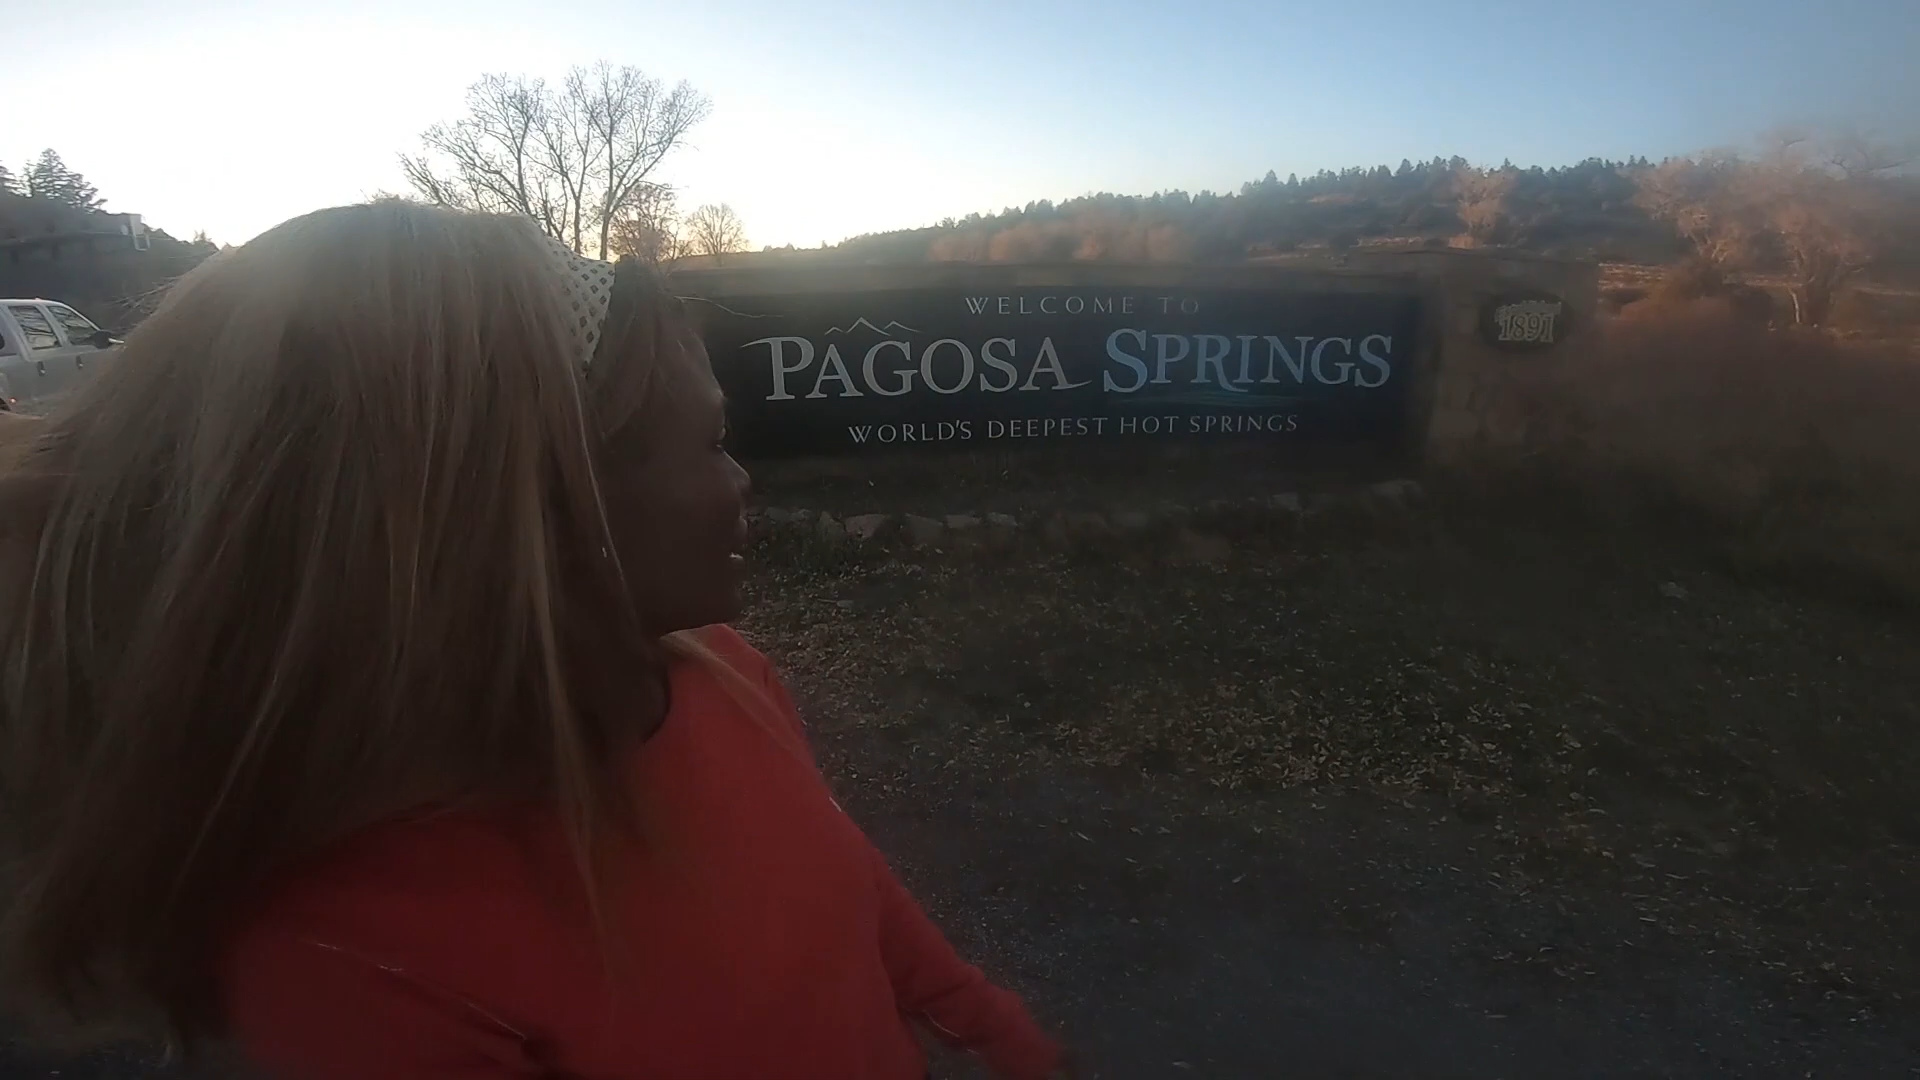 WELCOME TO
PAGOSA SPRINGS
WORLD'S DEEPEST HOT SPRINGS
1891